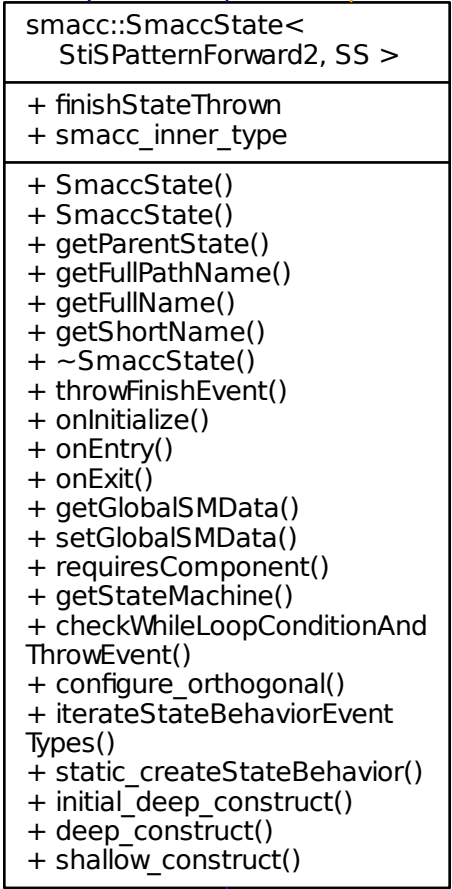 smacc::SmaccState<
StiSPatternForward2, SS >
+ finishStateThrown
+ smacc_inner_type
+ SmaccState()
+ SmaccState()
+ getParentState()
+ getFullPathName()
+ getFullName()
+ getShortName()
+ ~SmaccState()
+ throwFinishEvent()
+ onInitialize()
+ onEntry()
+ onExit()
+ getGlobalSMData()
+ setGlobalSMData()
+ requiresComponent()
+ getStateMachine()
+ checkWhileLoopConditionAnd
ThrowEvent()
+ configure_orthogonal()
+ iterateStateBehaviorEvent
Types()
+ static_createStateBehavior()
+ initial_deep_construct()
+ deep_construct()
+ shallow_construct()